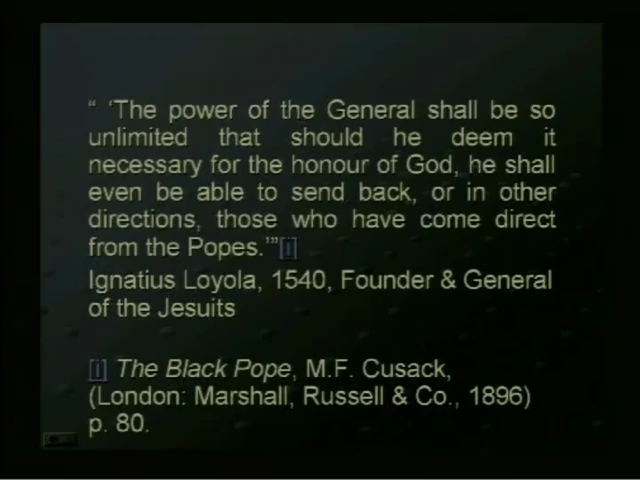 “ ‘The power of the General shall be so
unlimited that should he deem it
necessary for the honour of God, he shall
even be able to send back, or in other
directions, those who have come direct
from the Popes.’”[i]
Ignatius Loyola, 1540, Founder & General
of the Jesuits
[i] The Black Pope, M.F. Cusack,
(London: Marshall, Russell & Co., 1896)
p. 80.